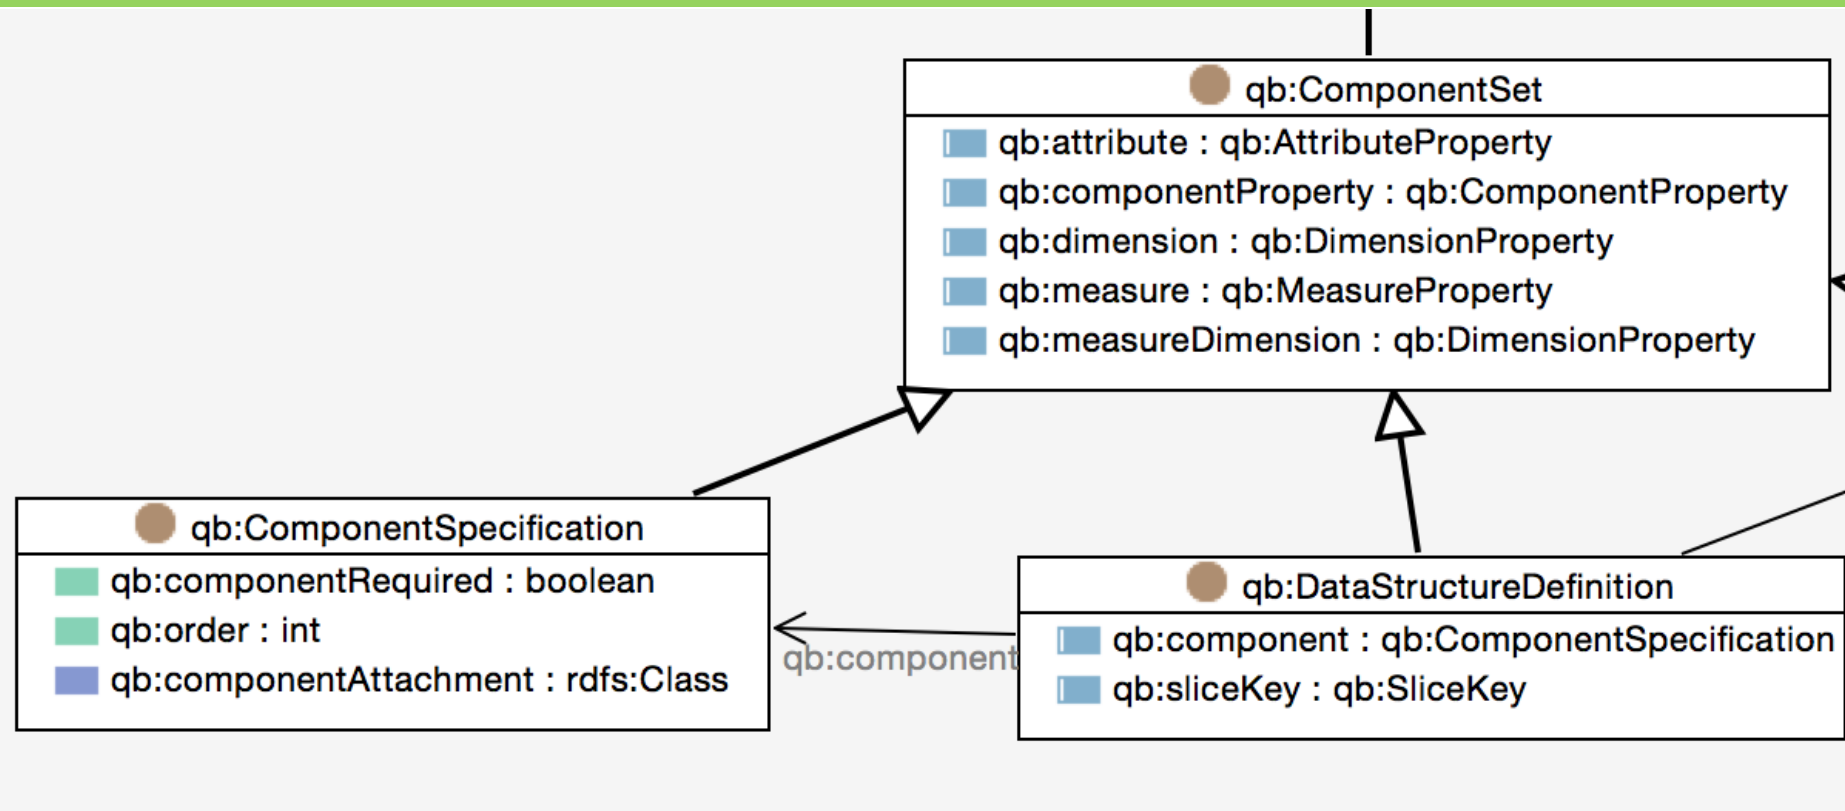 qb:ComponentSet
qb:attribute : qb:AttributeProperty
qb:componentProperty : qb:ComponentProperty
qb:dimension : qb:DimensionProperty
qb:measure : qb:MeasureProperty
qb:measureDimension : qb:DimensionProperty
qb:ComponentSpecification
qb:componentRequired : boolean
qb:order : int
qb:componentAttachment : rdfs:Class
qb:component
qb:DataStructureDefinition
qb:component : qb:ComponentSpecification
qb:sliceKey : qb:SliceKey